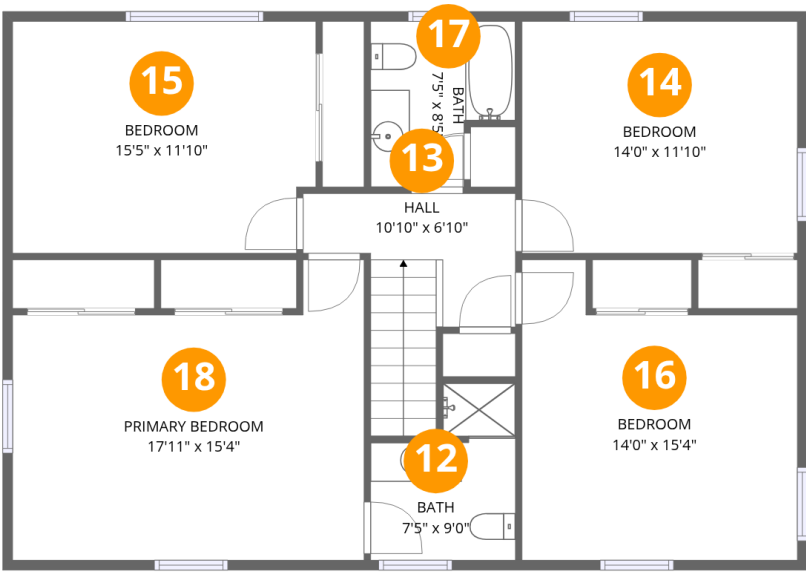 17
15
BEDROOM
15'5" x 11'10"
BATH
7'5" x 8'5
14
BEDROOM
14'0" x 11'10"
13
HALL
10'10" x 6'10"
18
PRIMARY BEDROOM
17'11" x 15'4"
16
BEDROOM
14'0" x 15'4"
12
BATH
7'5" x 9'0"